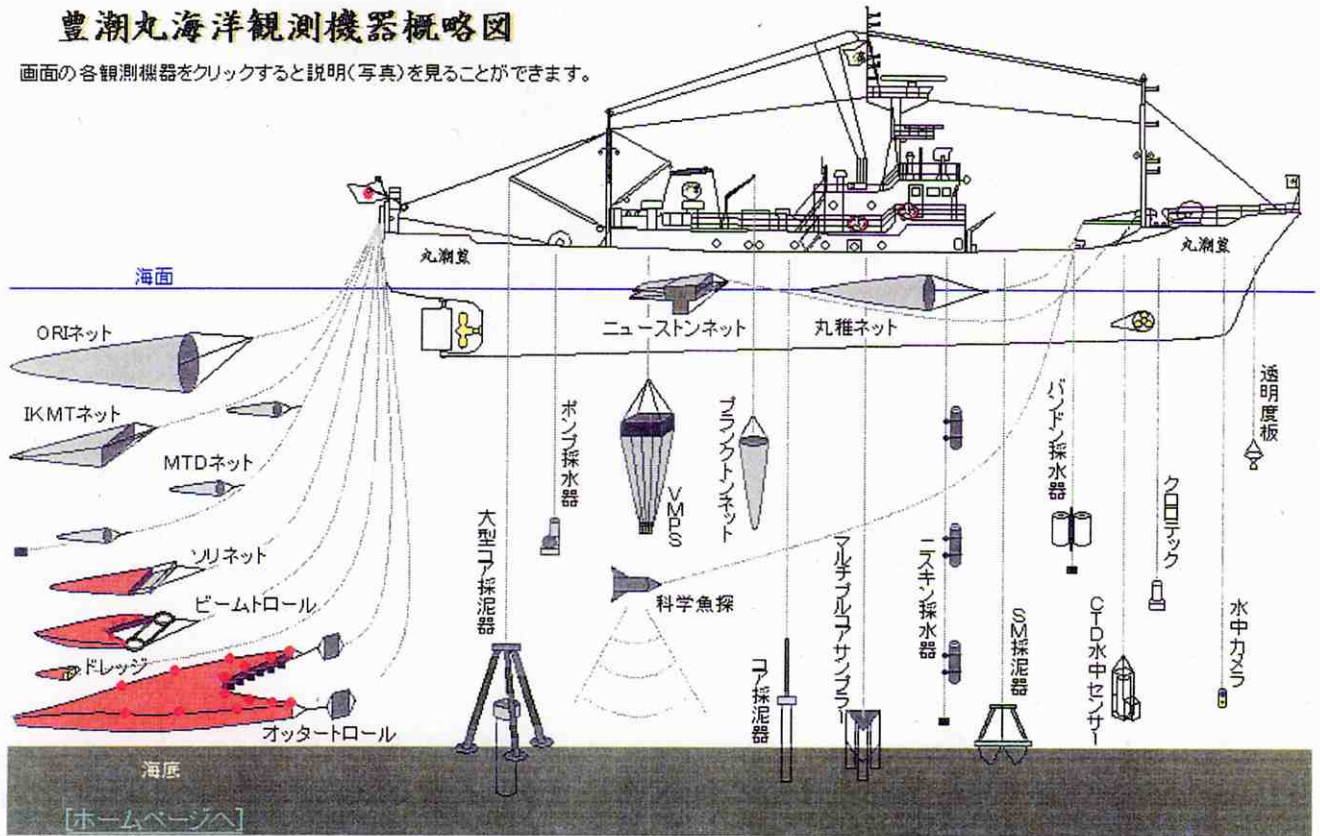 豊潮丸海洋観測機器概略図
画面の各観測機器をクリックすると説明(写真)を見ることができます。
丸潮豊
丸潮豊
海面
ORIネット
ニューストンネット
丸稚ネット
IKMTネット
MTDネット
ソリネット
ビームトロール
ドレッジ
オッタートロール
大型コア採泥器
ポンプ採水器
VMPS
プランクトンネット
科学魚探
コア採泥器
マルチプルコアサンプラー
ニスキン採水器
SM採泥器
バンドン採水器
CTD水中センサー
クロロテック
水中カメラ
透明度板
海底
[ホームページへ]